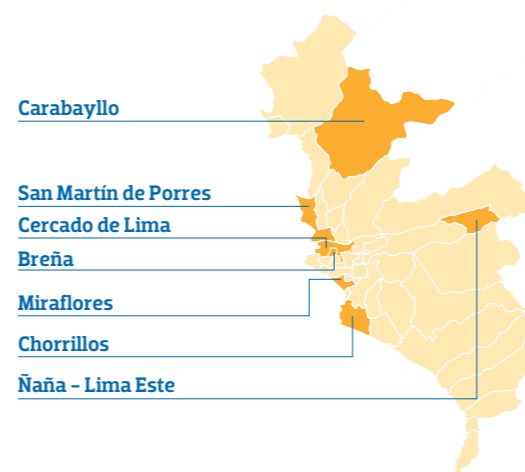 Carabayllo
San Martín de Porres
Cercado de Lima
Breña
Miraflores
Chorrillos
Ñaña - Lima Este